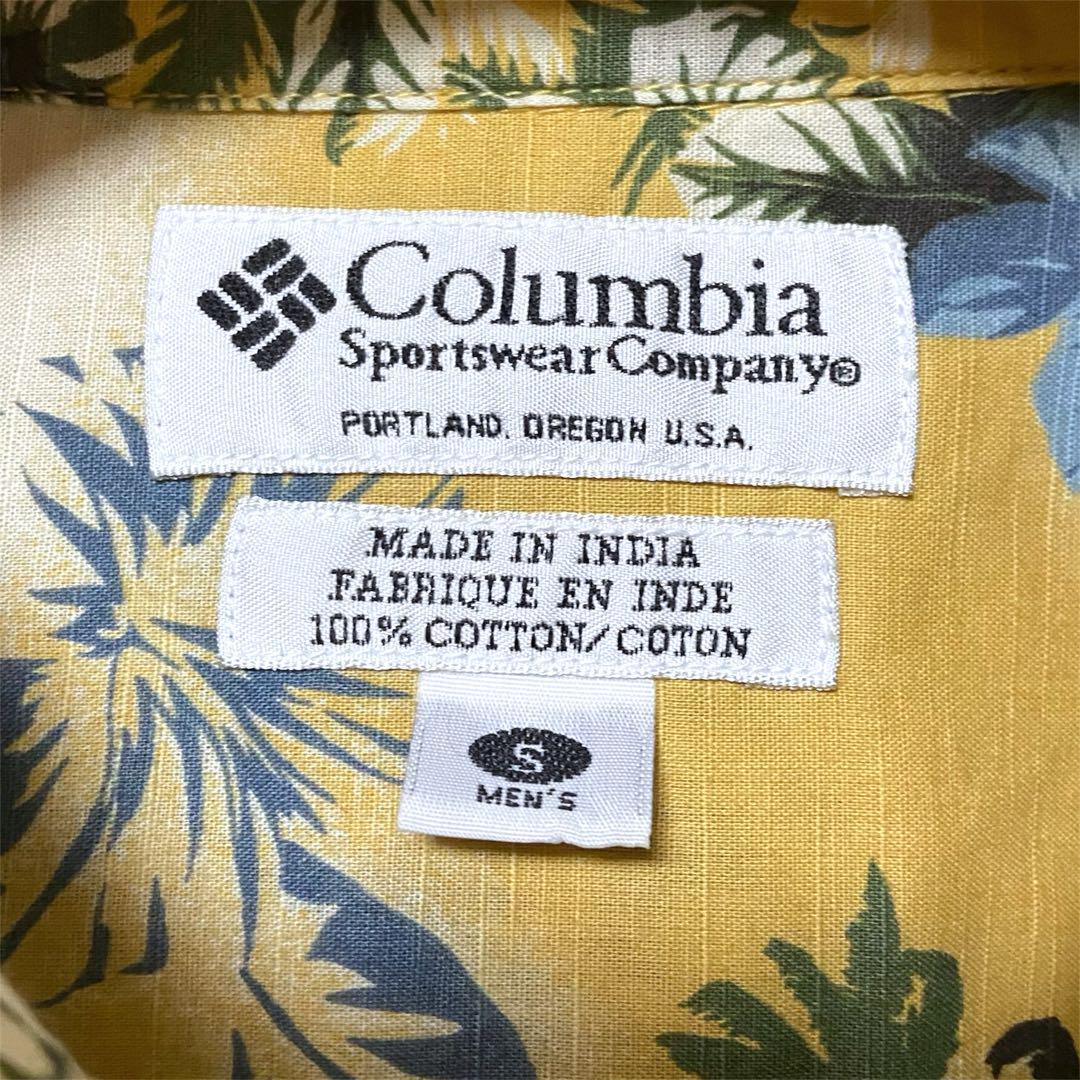 Columbia
Sportswear Company®
PORTLAND, OREGON U.S.A.
MADE IN INDIA
FABRIQUE EN INDE
100% COTTON/COTON
S
MEN'S